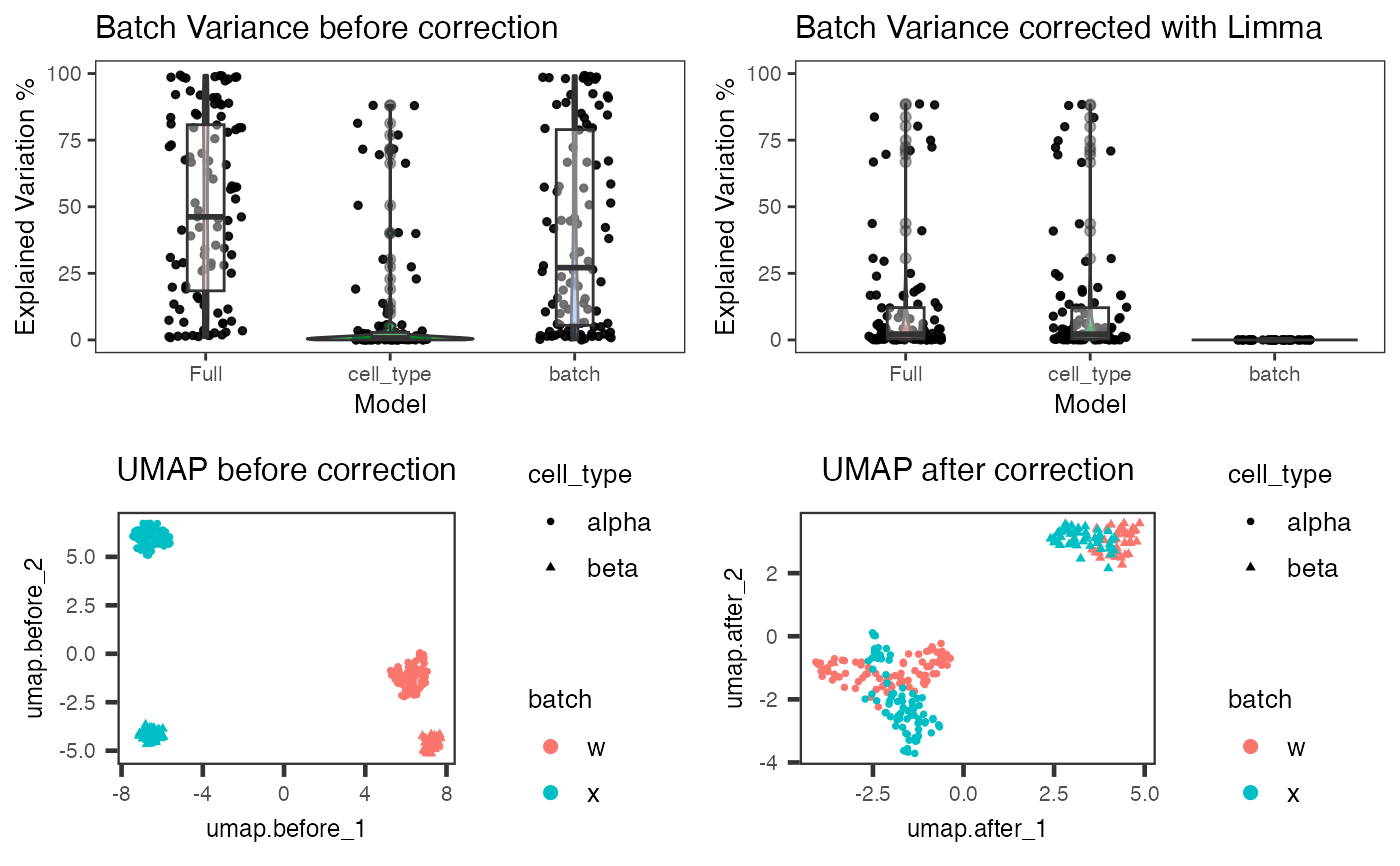 Batch Variance before correction
Explained Variation %
100
75
50
25
0
Full cell_type batch
Model
Batch Variance corrected with Limma
Explained Variation %
100
75
50
25
0
Full cell_type batch
Model
UMAP before correction
umap.before_2
5.0
2.5
0.0
-2.5
-5.0
-8 -4 0 4 8
umap.before_1
cell_type
alpha
beta
batch
w
x
UMAP after correction
umap.after_2
2
0
-2
-4
-2.5 0.0 2.5 5.0
umap.after_1
cell_type
alpha
beta
batch
w
x